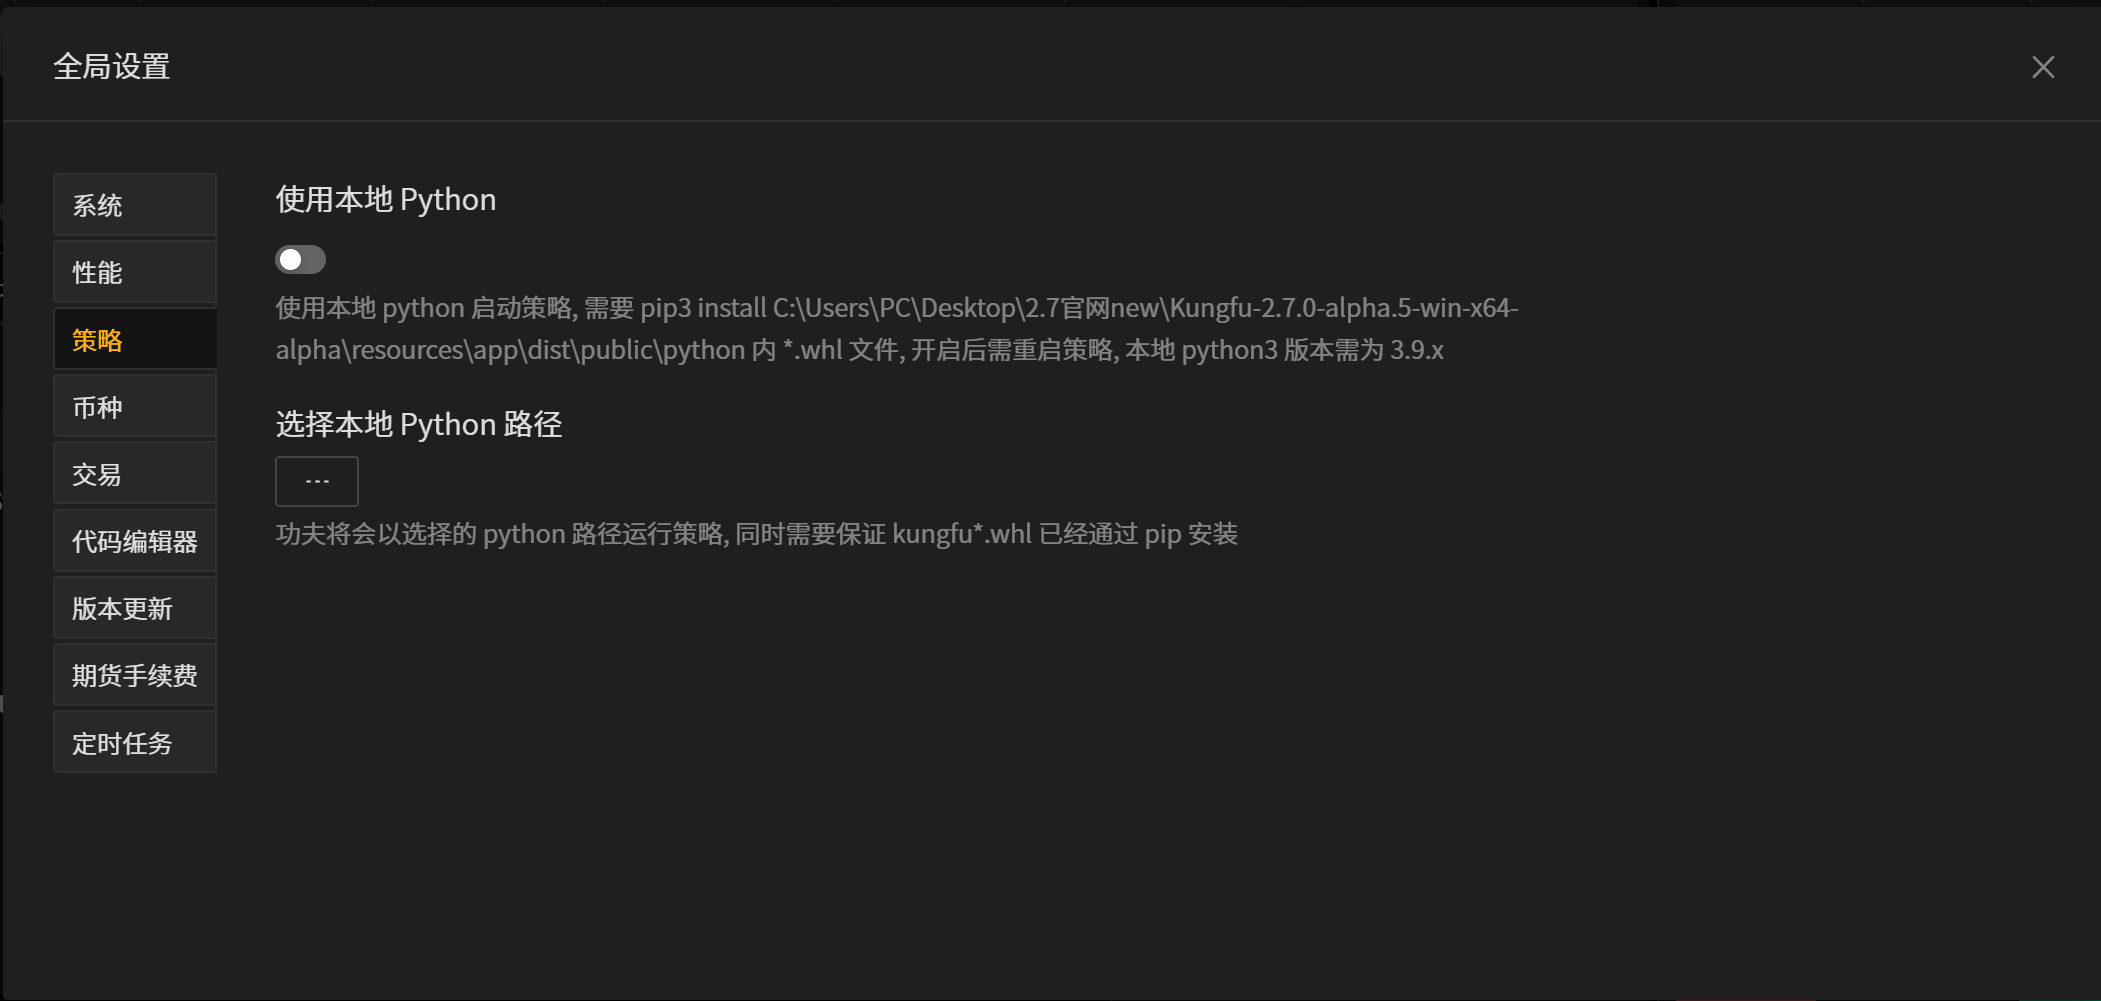 全局设置
系统
性能
策略
币种
交易
代码编辑器
版本更新
期货手续费
定时任务
使用本地 Python
使用本地 python 启动策略, 需要 pip3 install C:\Users\PC\Desktop\2.7官网new\Kungfu-2.7.0-alpha.5-win-x64-
alpha\resources\app\dist\public\python 内 *.whl 文件, 开启后需重启策略, 本地 python3 版本需为 3.9.x
选择本地 Python 路径
---
功夫将会以选择的 python 路径运行策略, 同时需要保证 kungfu*.whl 已经通过 pip 安装